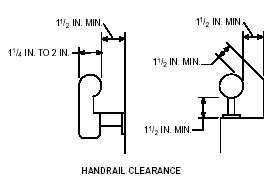 1 1/2 IN. MIN.
1 1/2 IN. MIN
1 1/4 IN. TO 2 IN.
1 1/2 IN. MIN.
1 1/2 IN. MIN.
HANDRAIL CLEARANCE